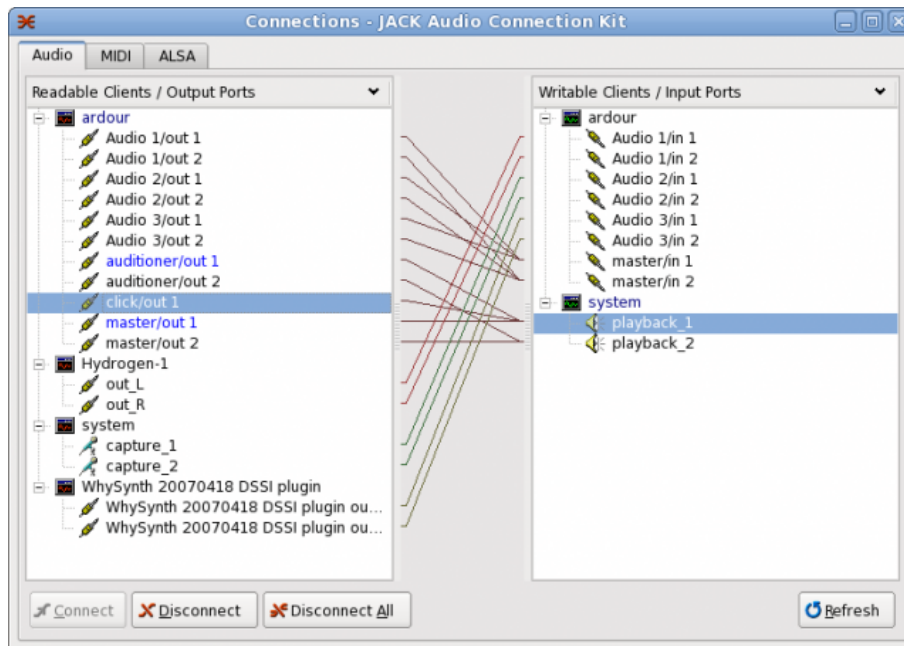 Connections - JACK Audio Connection Kit
Audio MIDI ALSA
Readable Clients / Output Ports
ardour
Audio 1/out 1
Audio 1/out 2
Audio 2/out 1
Audio 2/out 2
Audio 3/out 1
Audio 3/out 2
auditioner/out 1
auditioner/out 2
click/out 1
master/out 1
master/out 2
Hydrogen-1
out_L
out_R
system
capture_1
capture_2
WhySynth 20070418 DSSI plugin
WhySynth 20070418 DSSI plugin ou...
WhySynth 20070418 DSSI plugin ou...
Writable Clients / Input Ports
ardour
Audio 1/in 1
Audio 1/in 2
Audio 2/in 1
Audio 2/in 2
Audio 3/in 1
Audio 3/in 2
master/in 1
master/in 2
system
playback_1
playback_2
Connect Disconnect Disconnect All Refresh